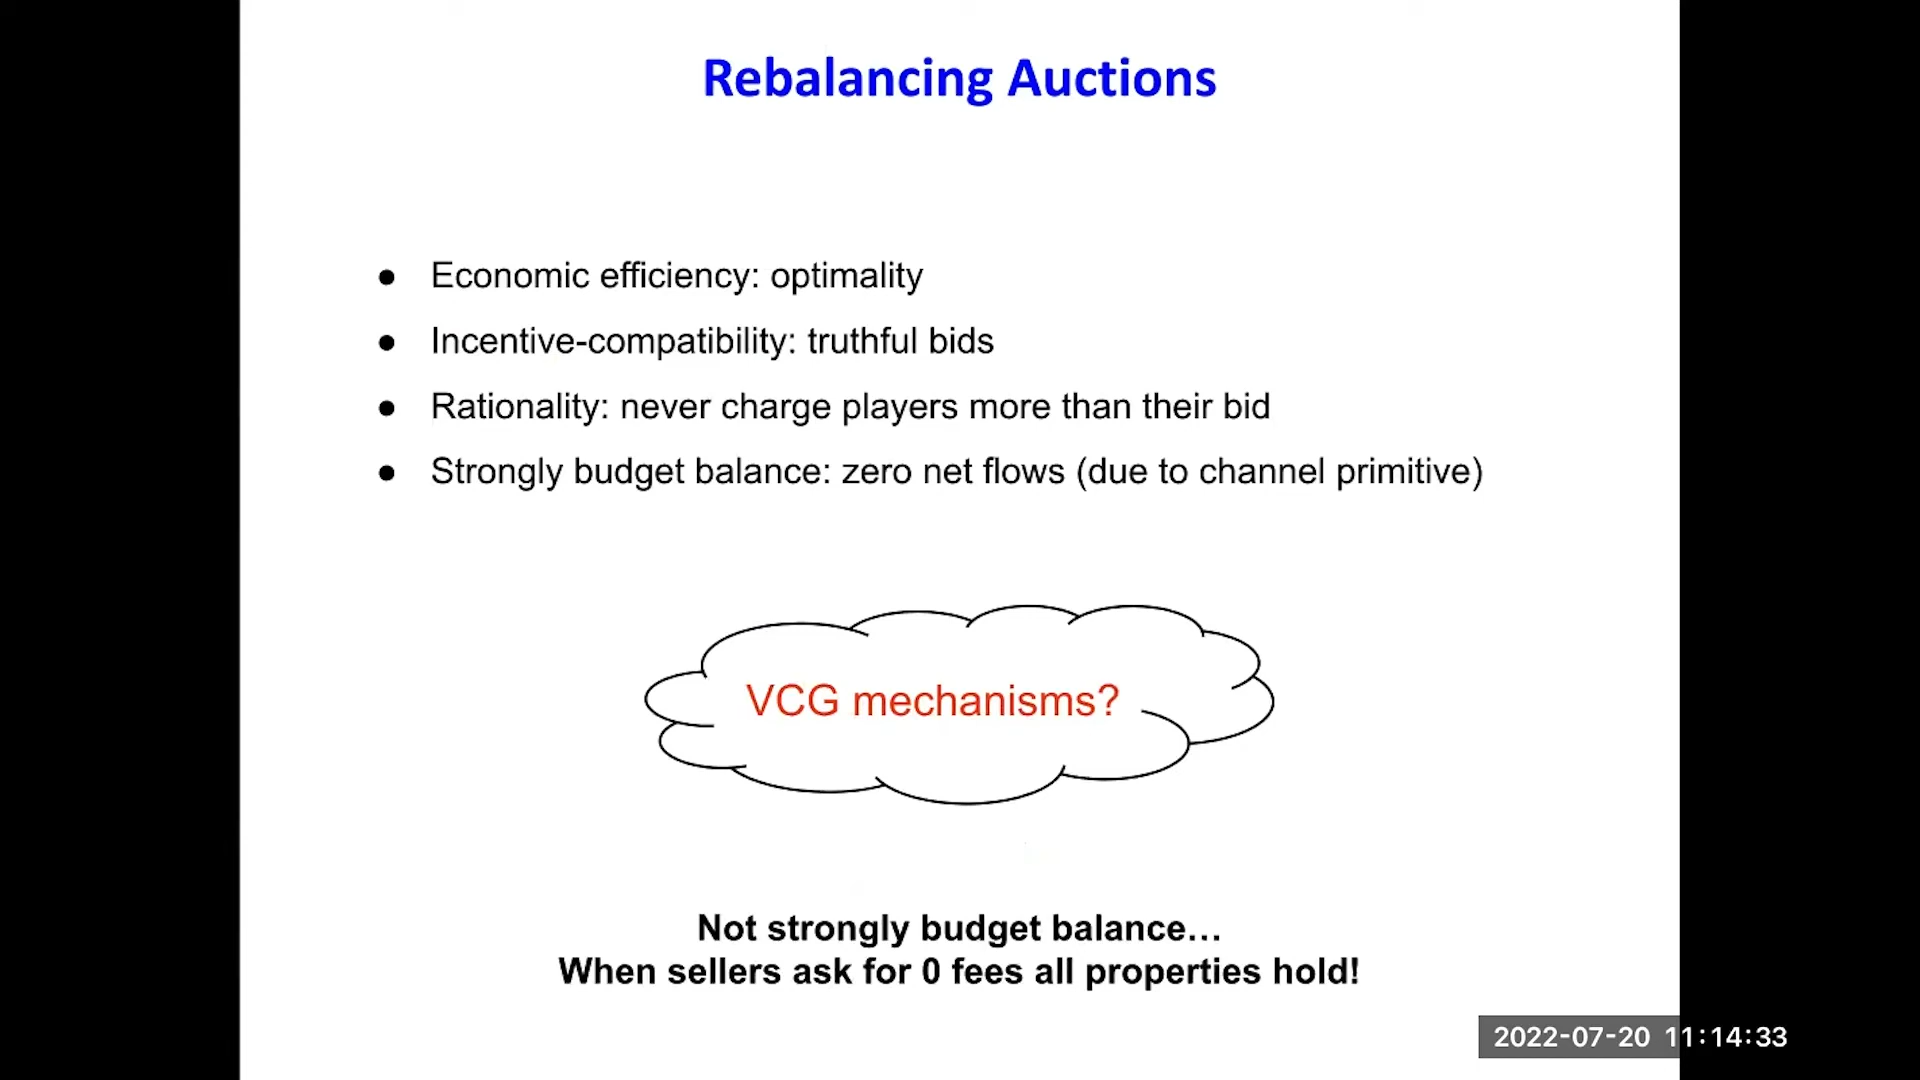 Rebalancing Auctions
● Economic efficiency: optimality
● Incentive-compatibility: truthful bids
● Rationality: never charge players more than their bid
● Strongly budget balance: zero net flows (due to channel primitive)
VCG mechanisms?
Not strongly budget balance…
When sellers ask for 0 fees all properties hold!
2022-07-20 11:14:33